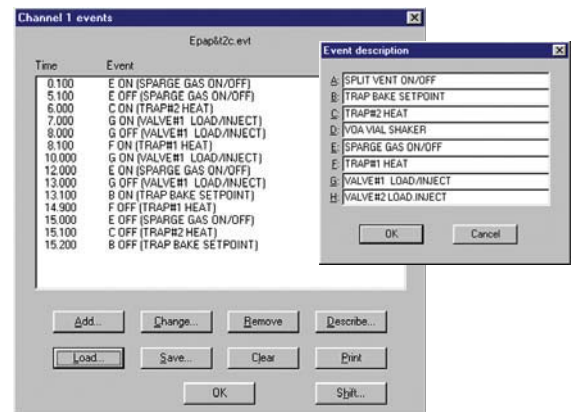 Channel 1 events
Epap&t2c.evt
Time Event
0.100 E ON (SPARGE GAS ON/OFF)
5.100 E OFF (SPARGE GAS ON/OFF)
6.000 C ON (TRAP#2 HEAT)
7.000 G ON (VALVE#1 LOAD/INJECT)
8.000 G OFF (VALVE#1 LOAD/INJECT)
8.100 F ON (TRAP#1 HEAT)
10.000 G ON (VALVE#1 LOAD/INJECT)
12.000 E ON (SPARGE GAS ON/OFF)
13.000 G OFF (VALVE#1 LOAD/INJECT)
13.100 B ON (TRAP BAKE SETPOINT)
14.900 F OFF (TRAP#1 HEAT)
15.000 E OFF (SPARGE GAS ON/OFF)
15.100 C OFF (TRAP#2 HEAT)
15.200 B OFF (TRAP BAKE SETPOINT)
Add... Change... Remove Describe...
Load... Save... Clear Print
OK Shift...
Event description
A: SPLIT VENT ON/OFF
B: TRAP BAKE SETPOINT
C: TRAP#2 HEAT
D: VOA VIAL SHAKER
E: SPARGE GAS ON/OFF
F: TRAP#1 HEAT
G: VALVE#1 LOAD/INJECT
H: VALVE#2 LOAD.INJECT
OK Cancel